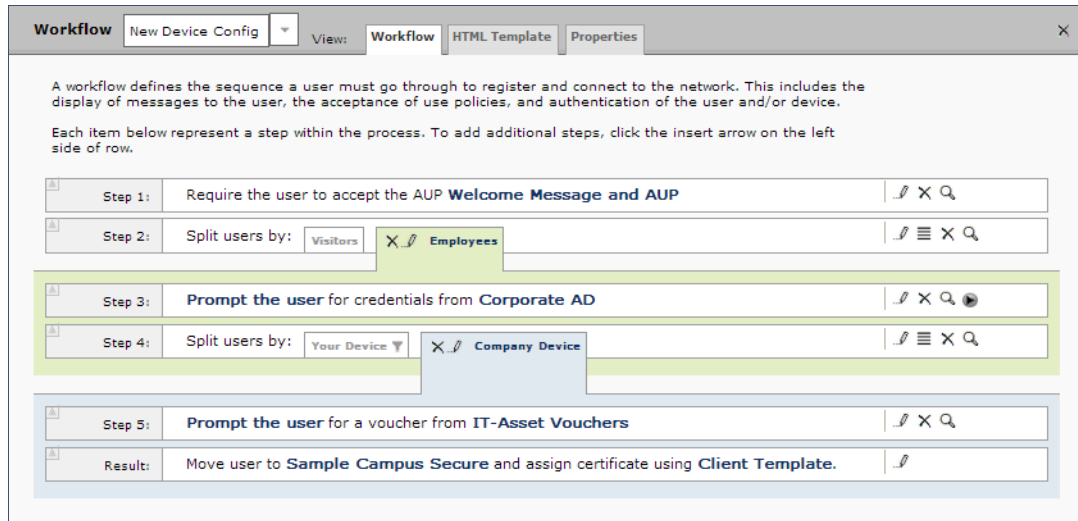 Workflow New Device Config View: Workflow HTML Template Properties
A workflow defines the sequence a user must go through to register and connect to the network. This includes the
display of messages to the user, the acceptance of use policies, and authentication of the user and/or device.
Each item below represent a step within the process. To add additional steps, click the insert arrow on the left
side of row.
Step 1: Require the user to accept the AUP Welcome Message and AUP
Step 2: Split users by: Visitors Employees
Step 3: Prompt the user for credentials from Corporate AD
Step 4: Split users by: Your Device Company Device
Step 5: Prompt the user for a voucher from IT-Asset Vouchers
Result: Move user to Sample Campus Secure and assign certificate using Client Template.